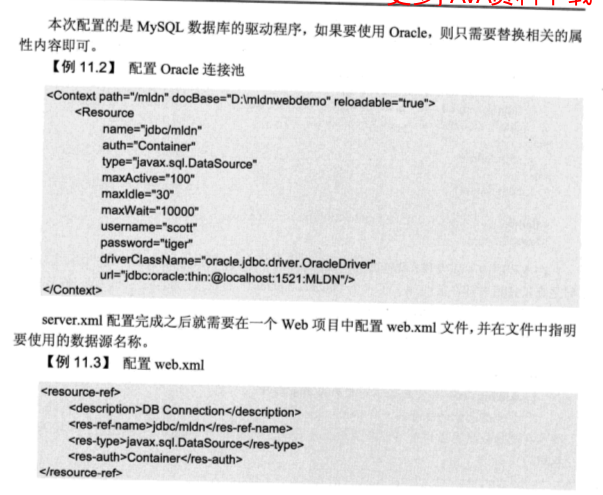 本次配置的是 MySQL 数据库的驱动程序，如果要使用 Oracle，则只需要替换相关的属
性内容即可。
【例 11.2】 配置 Oracle 连接池
<Context path="/mldn" docBase="D:\mldnwebdemo" reloadable="true">
<Resource
name="jdbc/mldn"
auth="Container"
type="javax.sql.DataSource"
maxActive="100"
maxIdle="30"
maxWait="10000"
username="scott"
password="tiger"
driverClassName="oracle.jdbc.driver.OracleDriver"
url="jdbc:oracle:thin:@localhost:1521:MLDN"/>
</Context>
server.xml 配置完成之后就需要在一个 Web 项目中配置 web.xml 文件，并在文件中指明
要使用的数据源名称。
【例 11.3】 配置 web.xml
<resource-ref>
<description>DB Connection</description>
<res-ref-name>jdbc/mldn</res-ref-name>
<res-type>javax.sql.DataSource</res-type>
<res-auth>Container</res-auth>
</resource-ref>